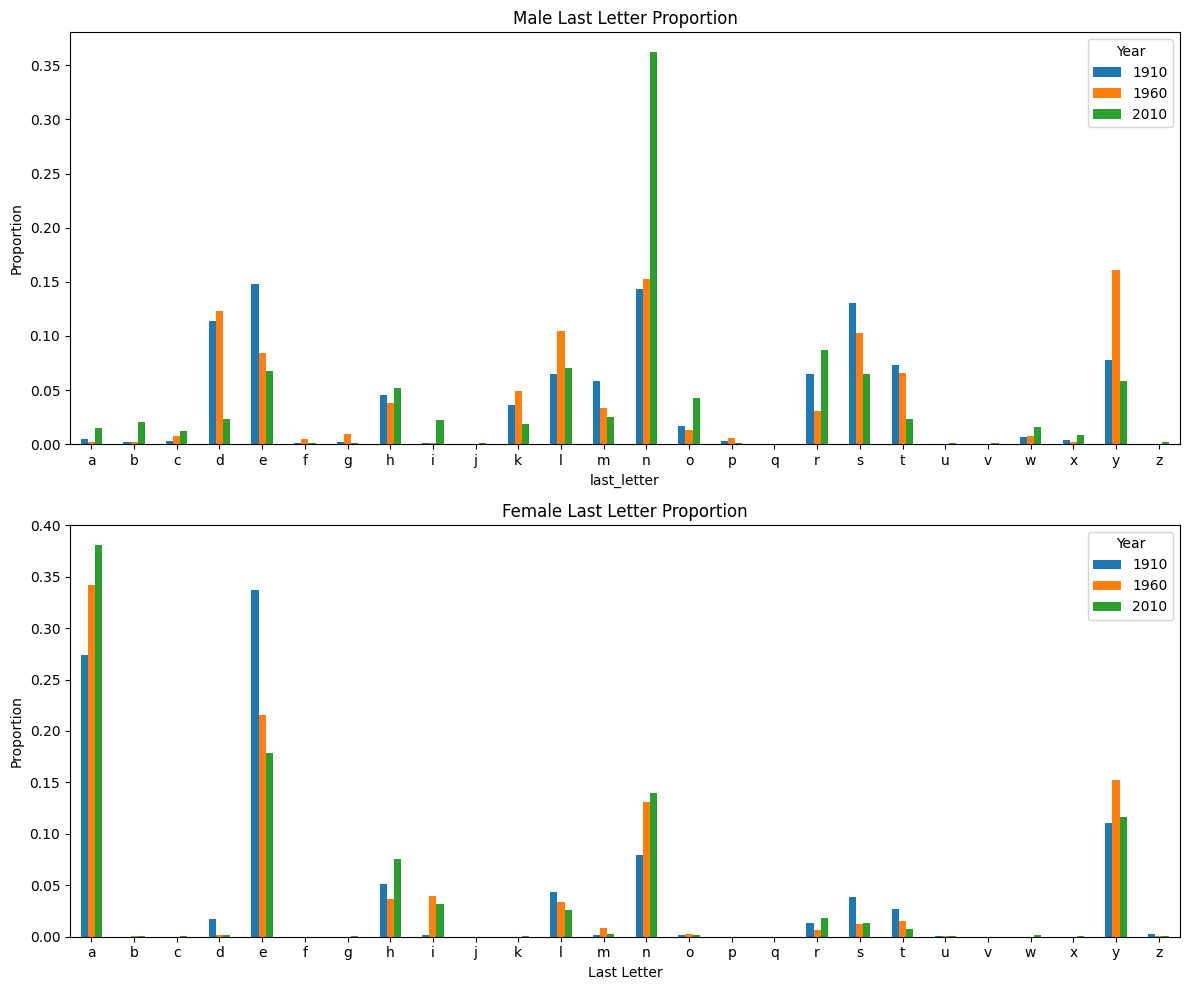 Male Last Letter Proportion
0.35
0.30
0.25
0.20
0.15
0.10
0.05
0.00
Proportion
Year
1910
1960
2010
a b c d e f g h i j k l m n o p q r s t u v w x y z
last_letter
Female Last Letter Proportion
0.40
0.35
0.30
0.25
0.20
0.15
0.10
0.05
0.00
Proportion
Year
1910
1960
2010
a b c d e f g h i j k l m n o p q r s t u v w x y z
Last Letter